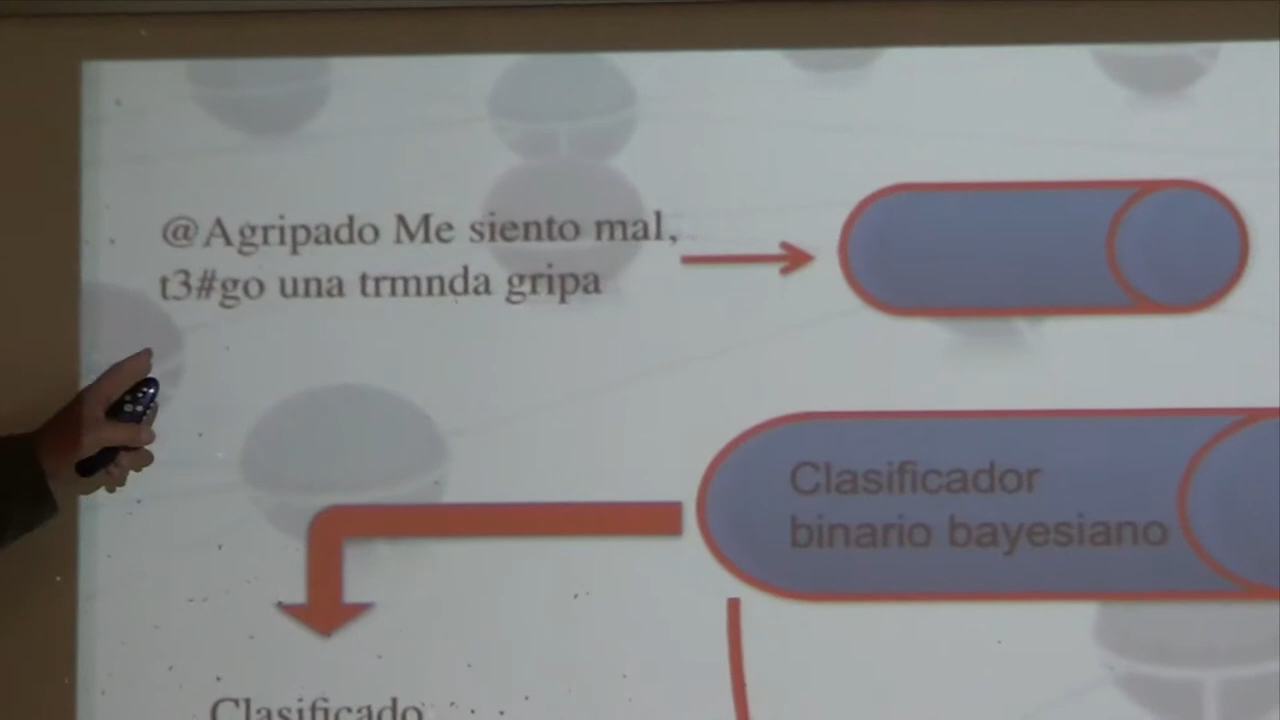 @Agripado Me siento mal,
t3#go una trmnda gripa
Clasificador
binario bayesiano
Clasificado